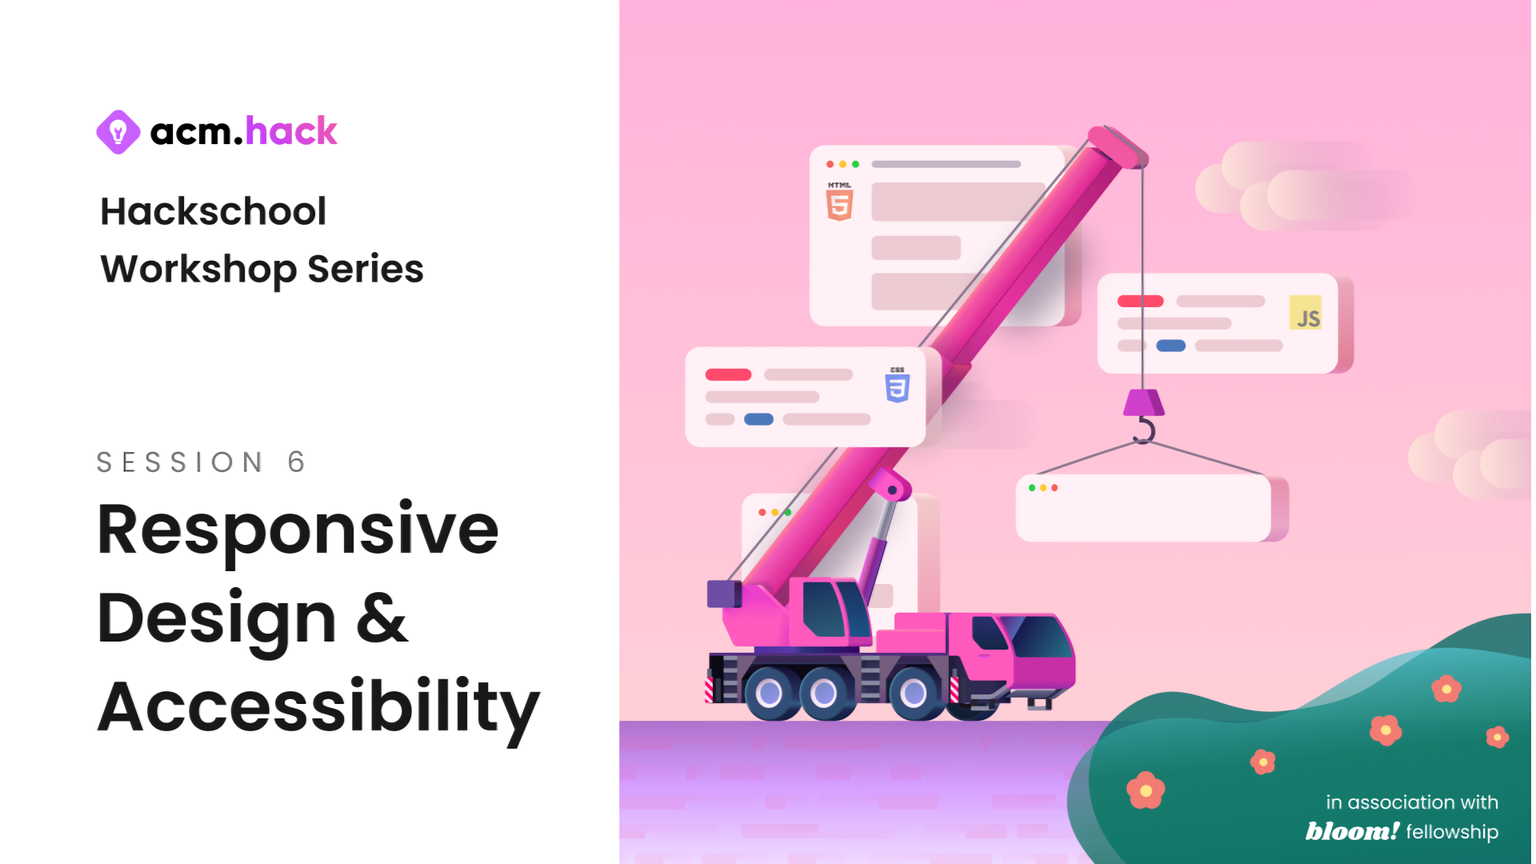 acm.hack
Hackschool
Workshop Series
SESSION 6
Responsive
Design &
Accessibility
HTML
5
JS
CSS
3
in association with
bloom! fellowship